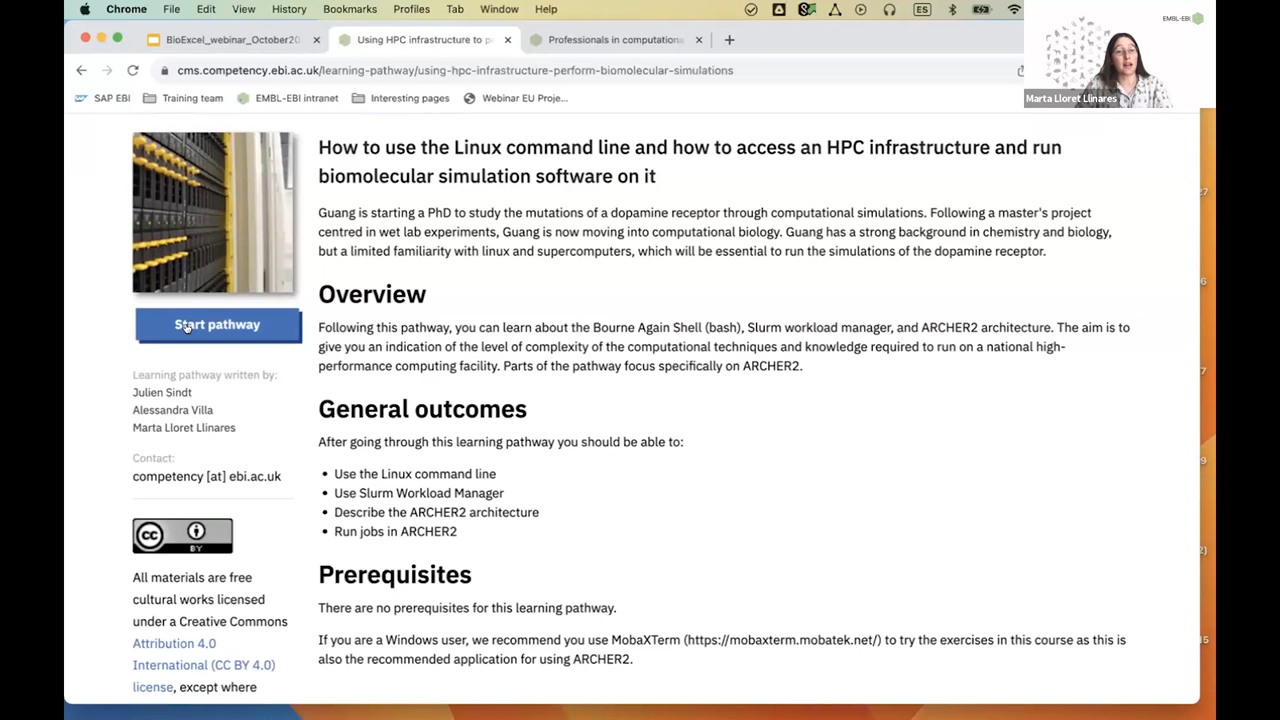 Chrome File Edit View History Bookmarks Profiles Tab Window Help
ES
EMBL-EBI
BioExcel_webinar_October20
Using HPC infrastructure to pe
Professionals in computationa
cms.competency.ebi.ac.uk/learning-pathway/using-hpc-infrastructure-perform-biomolecular-simulations
SAP EBI Training team EMBL-EBI intranet Interesting pages Webinar EU Proje...
Marta Lloret Llinares
How to use the Linux command line and how to access an HPC infrastructure and run
biomolecular simulation software on it
Guang is starting a PhD to study the mutations of a dopamine receptor through computational simulations. Following a master's project
centred in wet lab experiments, Guang is now moving into computational biology. Guang has a strong background in chemistry and biology,
but a limited familiarity with linux and supercomputers, which will be essential to run the simulations of the dopamine receptor.
Start pathway
Learning pathway written by:
Julien Sindt
Alessandra Villa
Marta Lloret Llinares
Contact:
competency [at] ebi.ac.uk
CC BY
All materials are free
cultural works licensed
under a Creative Commons
Attribution 4.0
International (CC BY 4.0)
license, except where
Overview
Following this pathway, you can learn about the Bourne Again Shell (bash), Slurm workload manager, and ARCHER2 architecture. The aim is to
give you an indication of the level of complexity of the computational techniques and knowledge required to run on a national high-
performance computing facility. Parts of the pathway focus specifically on ARCHER2.
General outcomes
After going through this learning pathway you should be able to:
• Use the Linux command line
• Use Slurm Workload Manager
• Describe the ARCHER2 architecture
• Run jobs in ARCHER2
Prerequisites
There are no prerequisites for this learning pathway.
If you are a Windows user, we recommend you use MobaXTerm (https://mobaxterm.mobatek.net/) to try the exercises in this course as this is
also the recommended application for using ARCHER2.